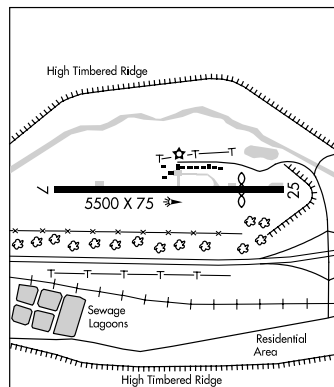 High Timbered Ridge
7
25
5500 X 75
Sewage
Lagoons
Residential
Area
High Timbered Ridge